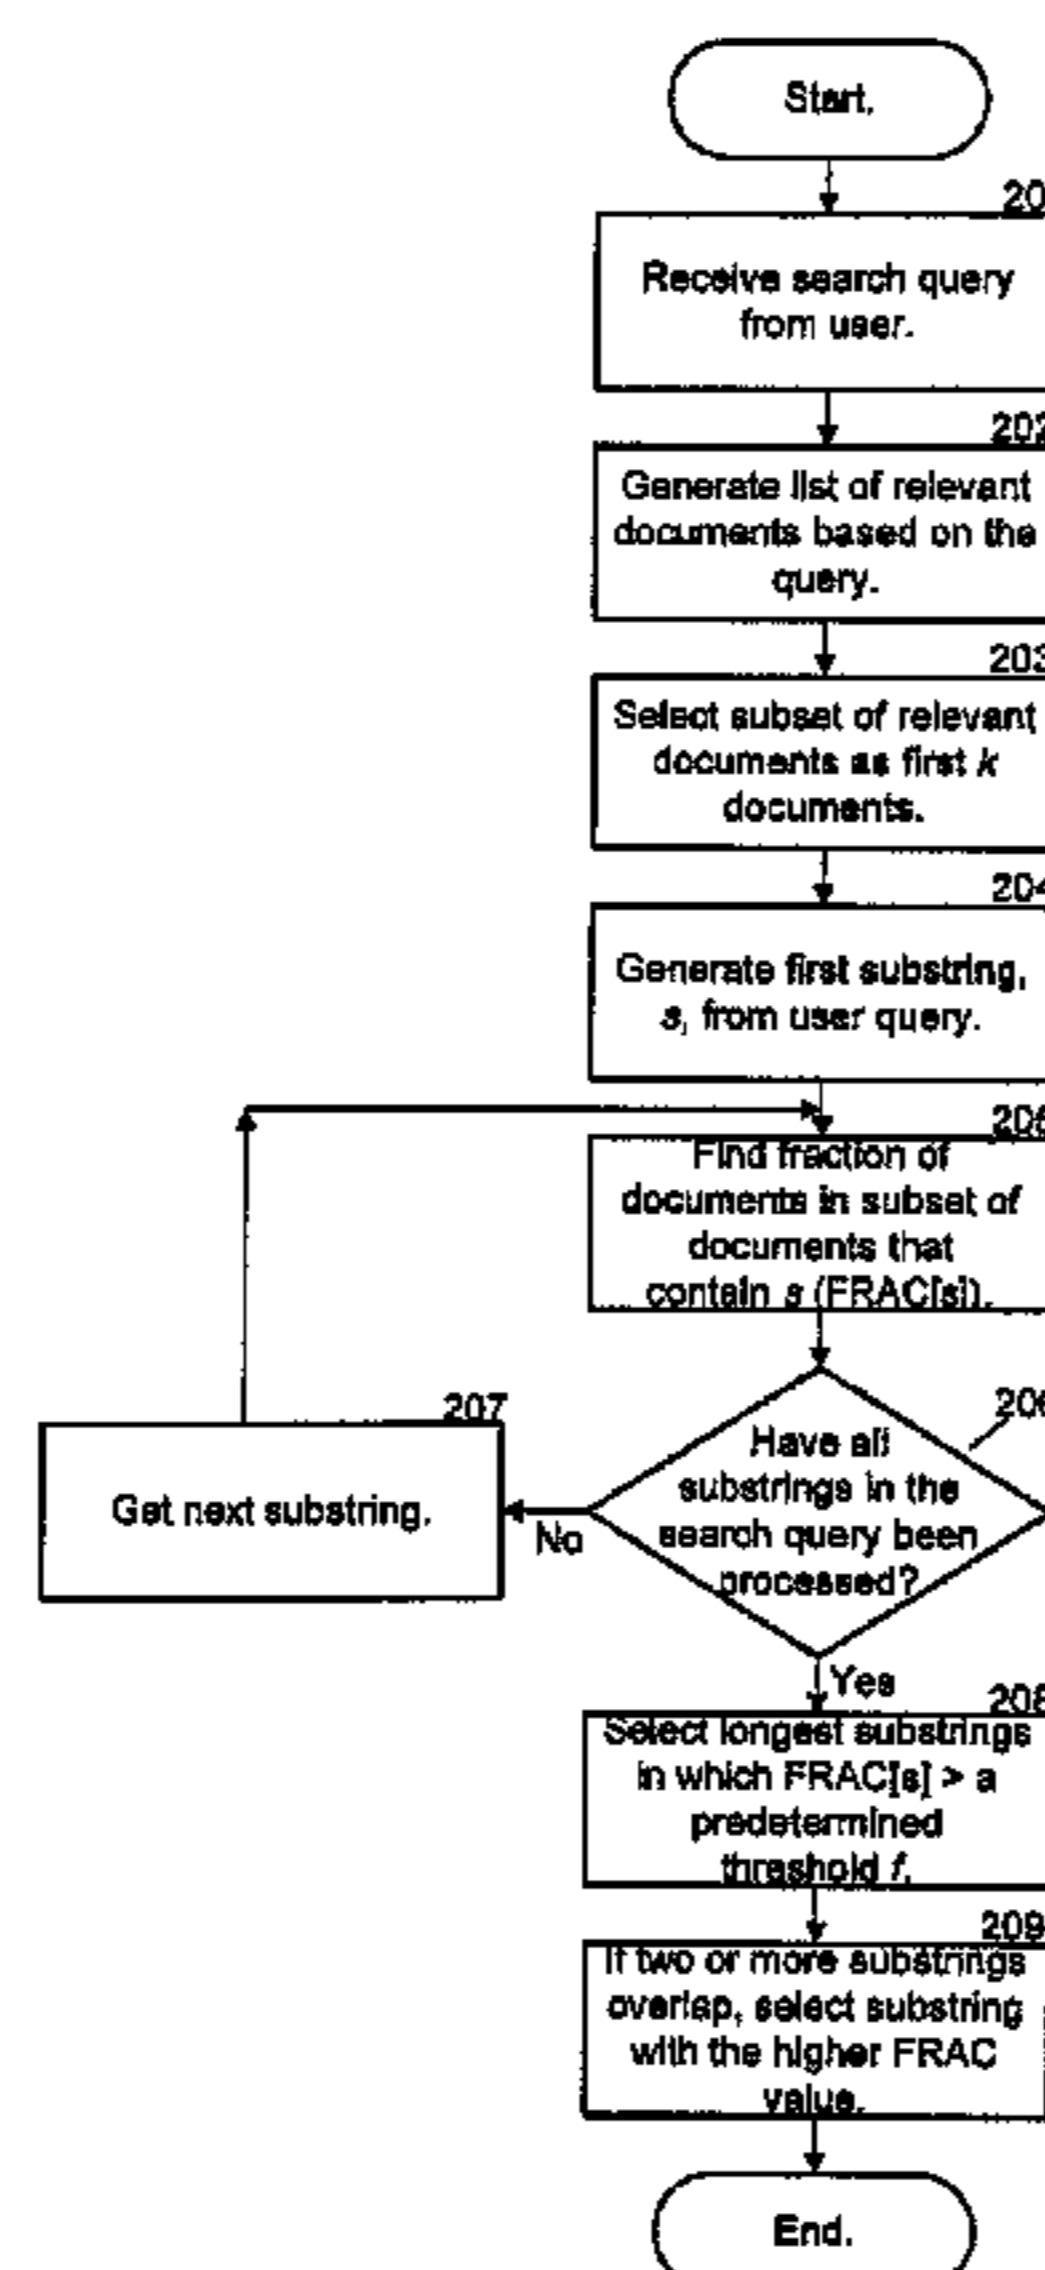 Start.
20
Receive search query
from user.
202
Generate list of relevant
documents based on the
query.
203
Select subset of relevant
documents as first k
documents.
204
Generate first substring,
s, from user query.
205
Find fraction of
documents in subset of
documents that
contain s (FRAC[s]).
206
Have all
substrings in the
search query been
processed?
No
207
Get next substring.
Yes
208
Select longest substrings
in which FRAC[s] > a
predetermined
threshold f.
209
If two or more substrings
overlap, select substring
with the higher FRAC
value.
End.